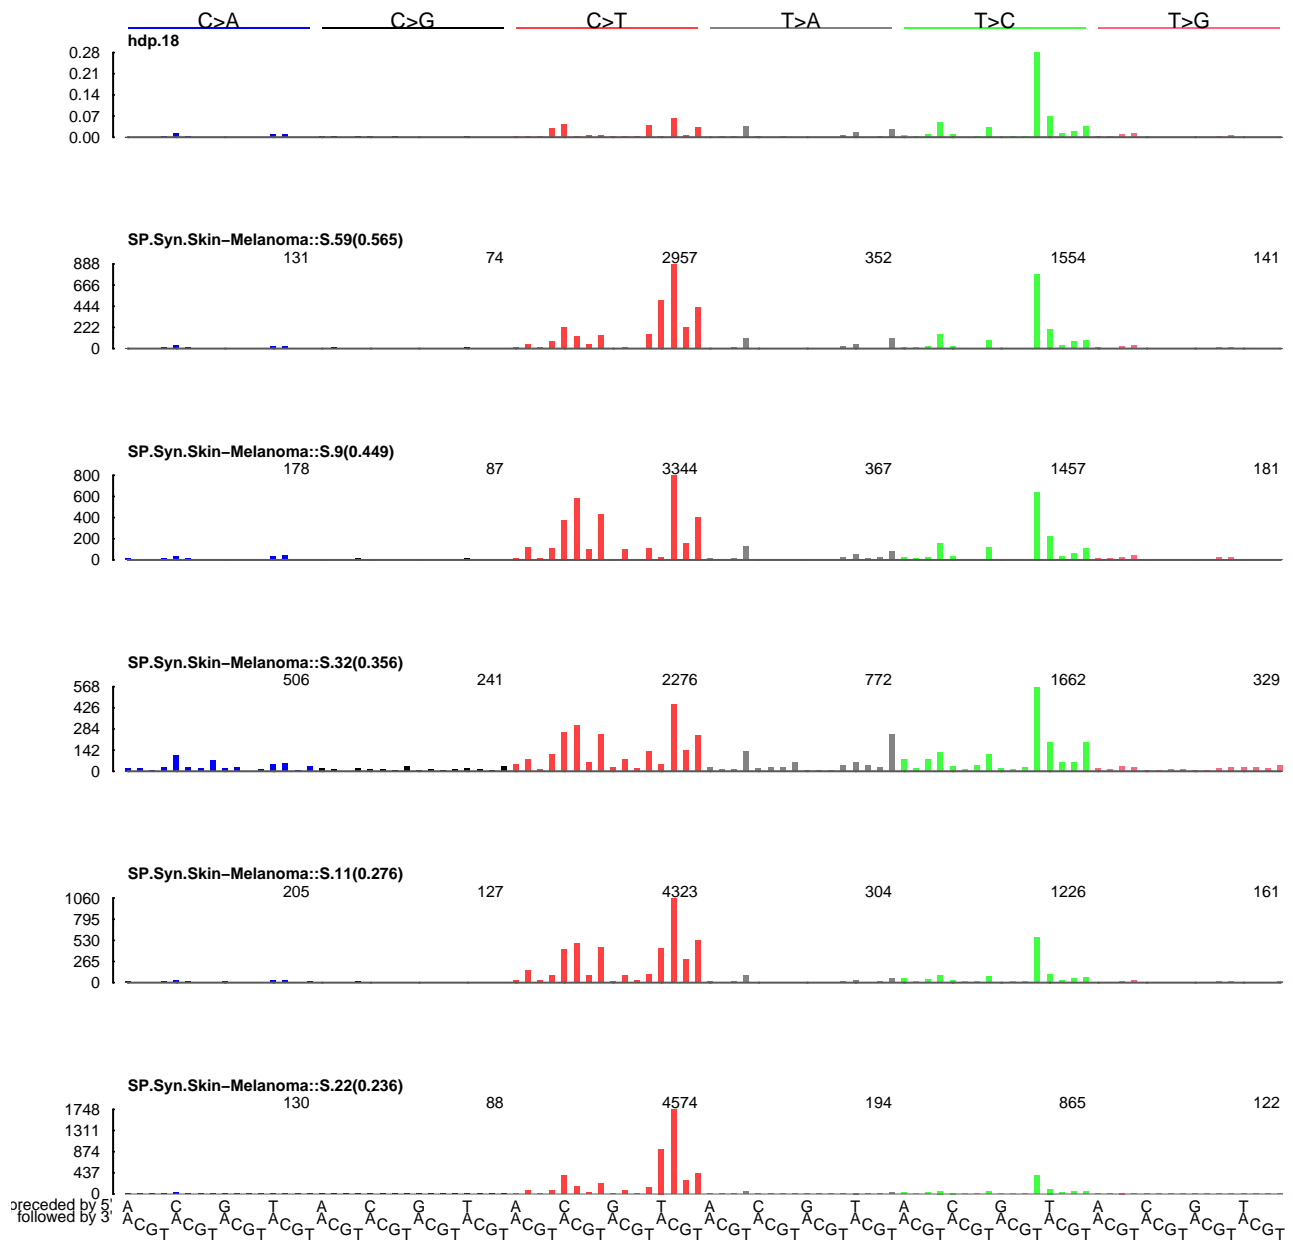 C>A C>G C>T T>A T>C T>G
hdp.18
0.28
0.21
0.14
0.07
0.00
SP.Syn.Skin−Melanoma::S.59(0.565)
131 74 2957 352 1554 141
888
666
444
222
0
SP.Syn.Skin−Melanoma::S.9(0.449)
178 87 3344 367 1457 181
800
600
400
200
0
SP.Syn.Skin−Melanoma::S.32(0.356)
506 241 2276 772 1662 329
568
426
284
142
0
SP.Syn.Skin−Melanoma::S.11(0.276)
205 127 4323 304 1226 161
1060
795
530
265
0
SP.Syn.Skin−Melanoma::S.22(0.236)
130 88 4574 194 865 122
1748
1311
874
437
0
preceded by 5' A C G T A C G T A C G T A C G T A C G T A C G T
followed by 3' A C G T A C G T A C G T A C G T A C G T A C G T A C G T A C G T A C G T A C G T A C G T A C G T A C G T A C G T A C G T A C G T A C G T A C G T A C G T A C G T A C G T A C G T A C G T A C G T